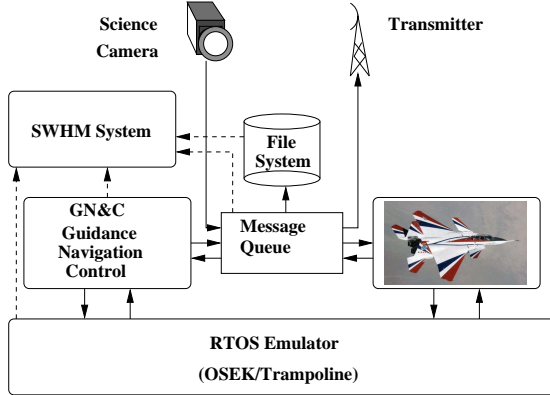 Science
Camera
Transmitter
SWHM System
File
System
GN&C
Guidance
Navigation
Control
Message
Queue
RTOS Emulator
(OSEK/Trampoline)